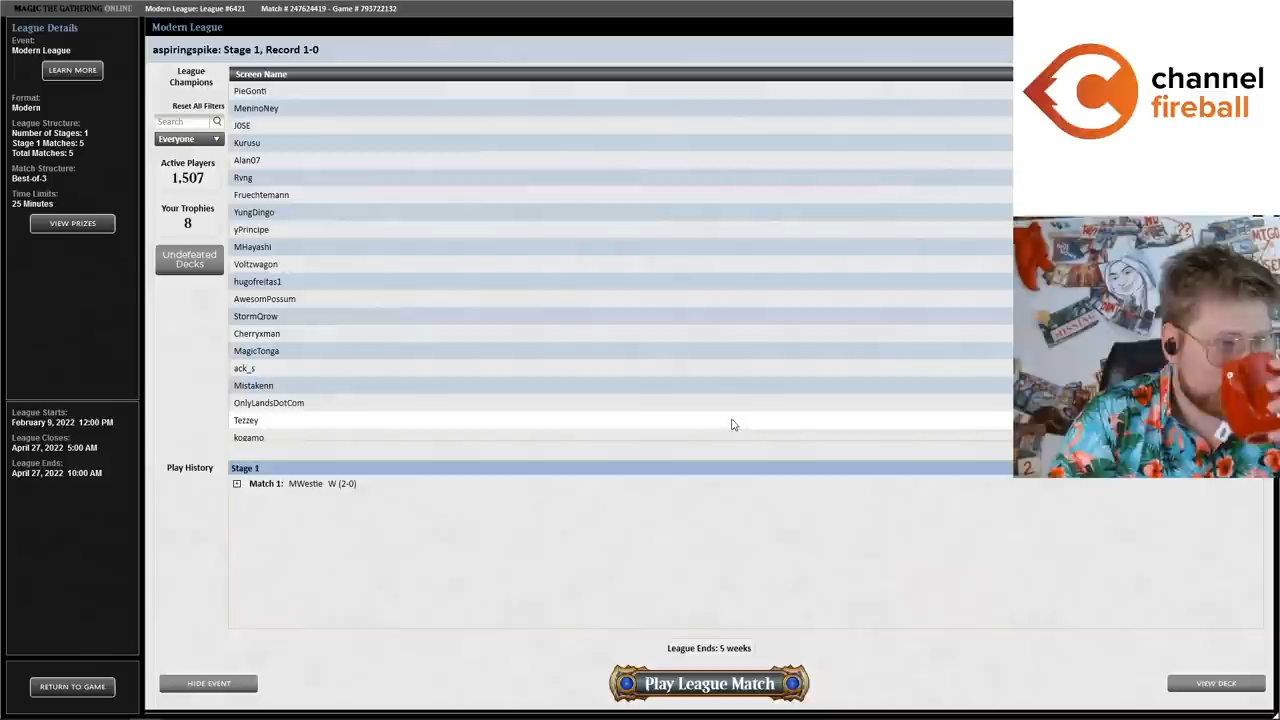 MAGIC THE GATHERING ONLINE
Modern League: League #6421
Match # 247624419 - Game # 793722132
League Details
Event:
Modern League
LEARN MORE
Format:
Modern
League Structure:
Number of Stages: 1
Stage 1 Matches: 5
Total Matches: 5
Match Structure:
Best-of-3
Time Limits:
25 Minutes
VIEW PRIZES
League Starts:
February 9, 2022 12:00 PM
League Closes:
April 27, 2022 5:00 AM
League Ends:
April 27, 2022 10:00 AM
RETURN TO GAME
Modern League
aspiringspike: Stage 1, Record 1-0
League
Champions
Reset All Filters
Search
Everyone
Active Players
1,507
Your Trophies
8
Undefeated
Decks
Screen Name
PieGonti
MeninoNey
J0SE
Kurusu
Alan07
Rvng
Fruechtemann
YungDingo
yPrincipe
MHayashi
Voltzwagon
hugofreitas1
AwesomPossum
StormQrow
Cherryxman
MagicTonga
ack_s
Mistakenn
OnlyLandsDotCom
Tezzey
kogamo
Play History
Stage 1
Match 1: MWestie W (2-0)
League Ends: 5 weeks
HIDE EVENT
Play League Match
VIEW DECK
channel
fireball
MISSING
??
2